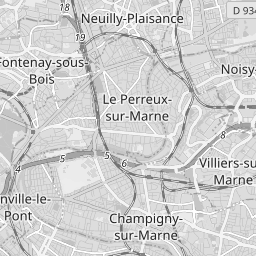 18
Neuilly-Plaisance
D 934
19
Fontenay-sous-
Bois
Noisy-
Le Perreux-
sur-Marne
8
5
5
6
4
Villiers-su
Marne
nville-le-
Pont
Champigny-
sur-Marne